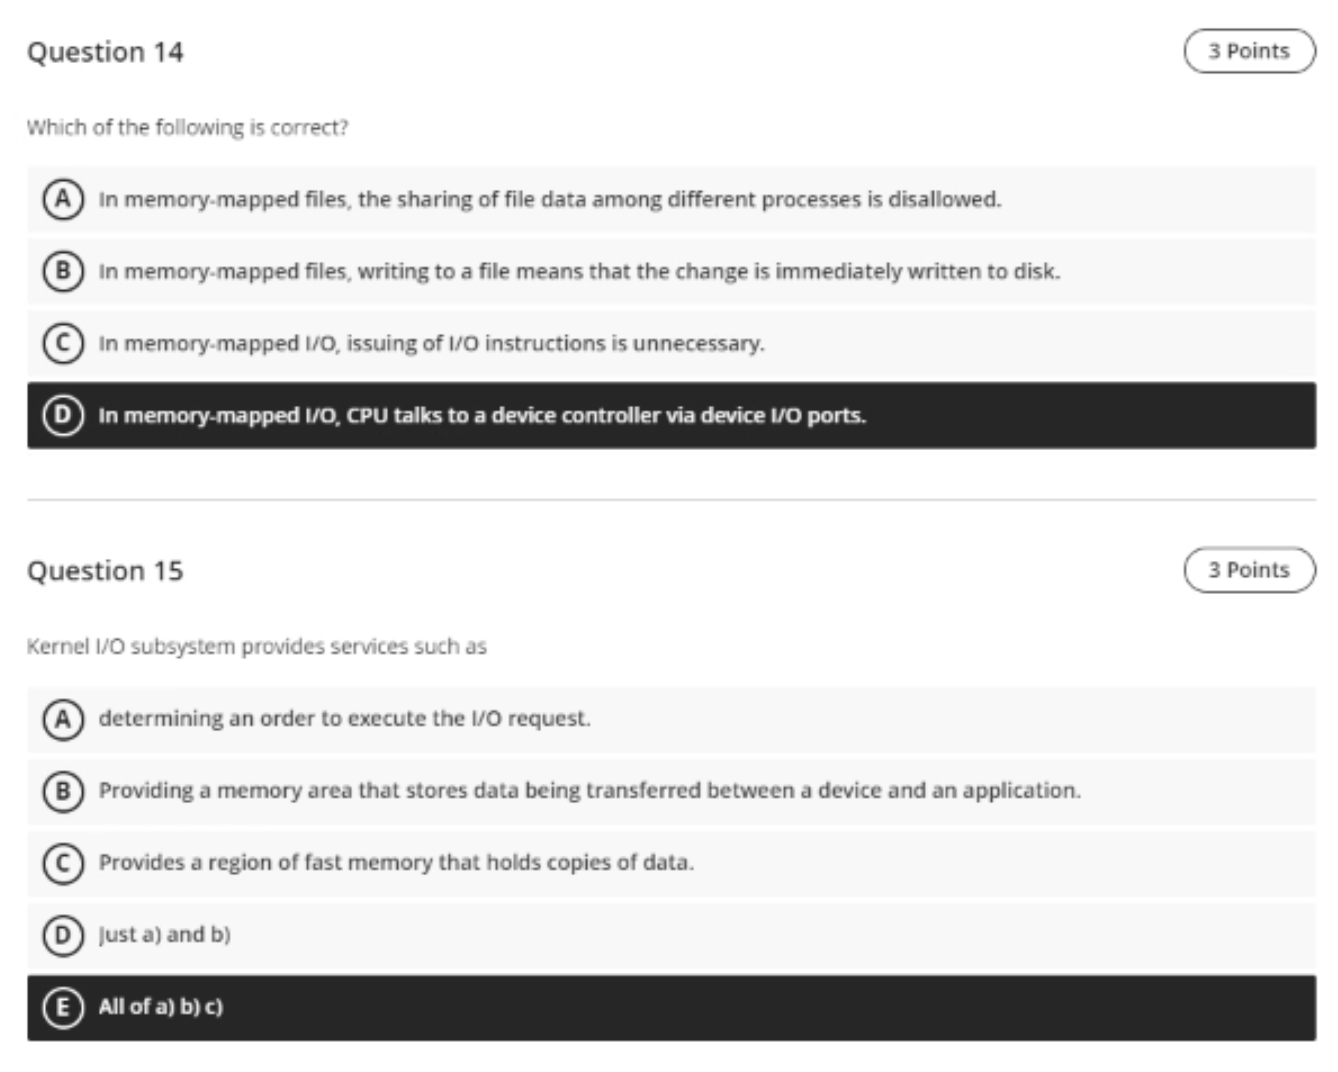 Question 14
3 Points
Which of the following is correct?
A In memory-mapped files, the sharing of file data among different processes is disallowed.
B In memory-mapped files, writing to a file means that the change is immediately written to disk.
C In memory-mapped I/O, issuing of I/O instructions is unnecessary.
D In memory-mapped I/O, CPU talks to a device controller via device I/O ports.
Question 15
3 Points
Kernel I/O subsystem provides services such as
A determining an order to execute the I/O request.
B Providing a memory area that stores data being transferred between a device and an application.
C Provides a region of fast memory that holds copies of data.
D Just a) and b)
E All of a) b) c)